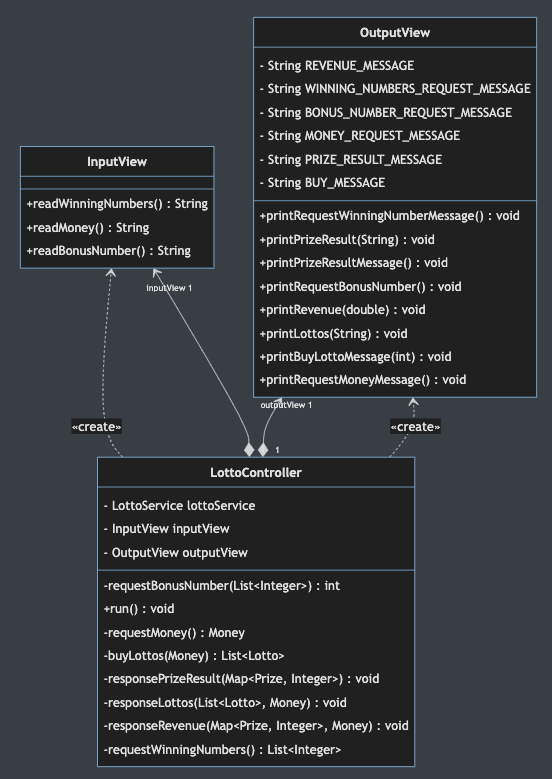 OutputView
- String REVENUE_MESSAGE
- String WINNING_NUMBERS_REQUEST_MESSAGE
- String BONUS_NUMBER_REQUEST_MESSAGE
- String MONEY_REQUEST_MESSAGE
- String PRIZE_RESULT_MESSAGE
- String BUY_MESSAGE
+printRequestWinningNumberMessage() : void
+printPrizeResult(String) : void
+printPrizeResultMessage() : void
+printRequestBonusNumber() : void
+printRevenue(double) : void
+printLottos(String) : void
+printBuyLottoMessage(int) : void
+printRequestMoneyMessage() : void
InputView
+readWinningNumbers() : String
+readMoney() : String
+readBonusNumber() : String
inputView 1
outputView 1
«create»
«create»
1
LottoController
- LottoService lottoService
- InputView inputView
- OutputView outputView
-requestBonusNumber(List<Integer>) : int
+run() : void
-requestMoney() : Money
-buyLottos(Money) : List<Lotto>
-responsePrizeResult(Map<Prize, Integer>) : void
-responseLottos(List<Lotto>, Money) : void
-responseRevenue(Map<Prize, Integer>, Money) : void
-requestWinningNumbers() : List<Integer>